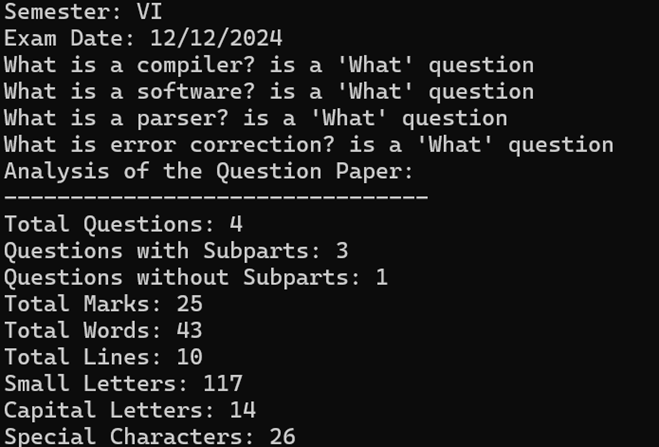 Semester: VI
Exam Date: 12/12/2024
What is a compiler? is a 'What' question
What is a software? is a 'What' question
What is a parser? is a 'What' question
What is error correction? is a 'What' question
Analysis of the Question Paper:
--------------------------------
Total Questions: 4
Questions with Subparts: 3
Questions without Subparts: 1
Total Marks: 25
Total Words: 43
Total Lines: 10
Small Letters: 117
Capital Letters: 14
Special Characters: 26